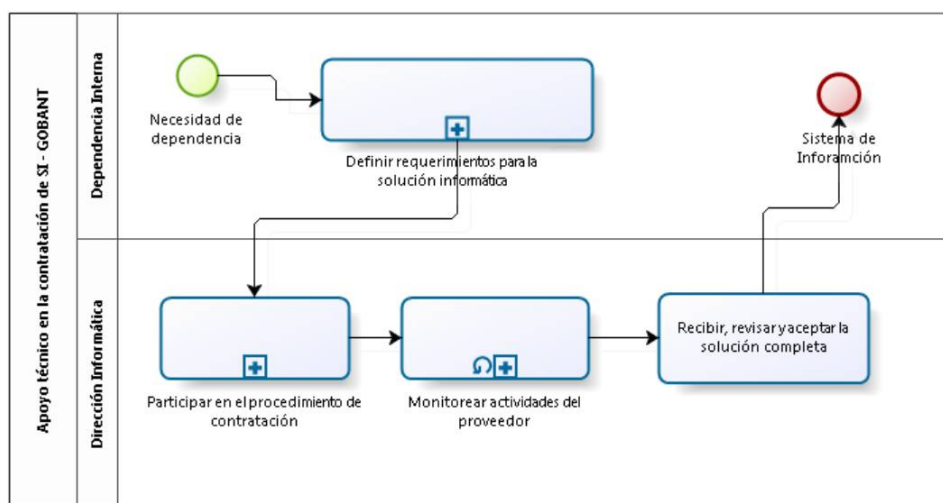 Apoyo técnico en la contratación de SI - GOBANT
Dependencia Interna
Necesidad de
dependencia
Definir requerimientos para la
solución informática
Sistema de
Inforamción
Dirección Informática
Participar en el procedimiento de
contratación
Monitorear actividades del
proveedor
Recibir, revisar y aceptar la
solución completa